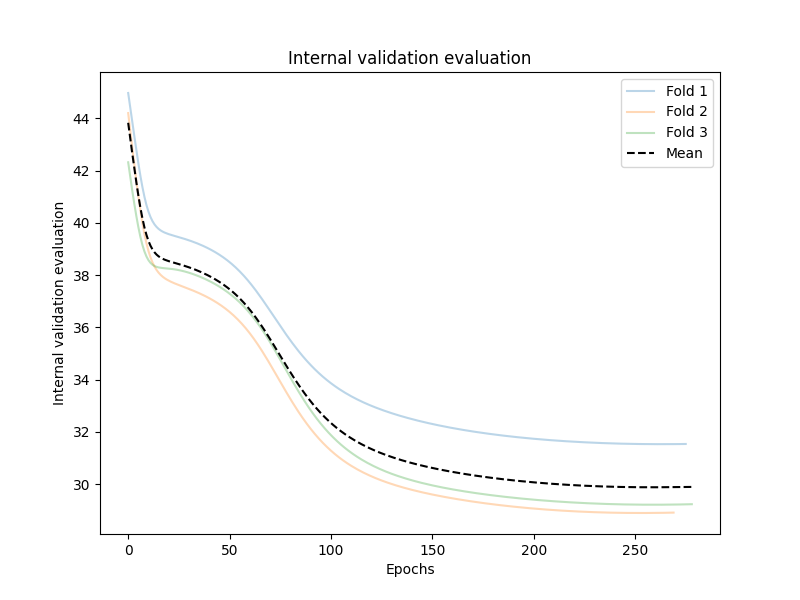 Internal validation evaluation
Fold 1
Fold 2
Fold 3
Mean
Internal validation evaluation
44
42
40
38
36
34
32
30
0 50 100 150 200 250
Epochs